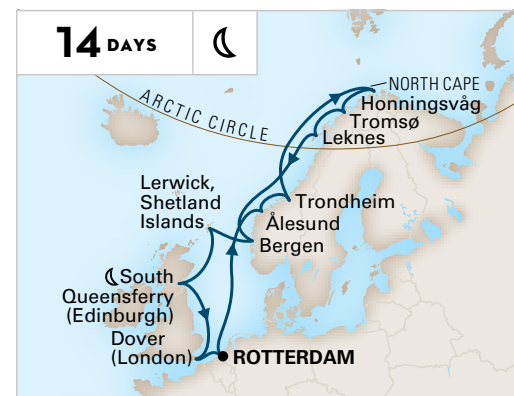 14 DAYS
NORTH CAPE
Honningsvåg
ARCTIC CIRCLE
Tromsø
Leknes
Lerwick,
Shetland
Islands
Trondheim
Ålesund
Bergen
South
Queensferry
(Edinburgh)
Dover
(London)
ROTTERDAM